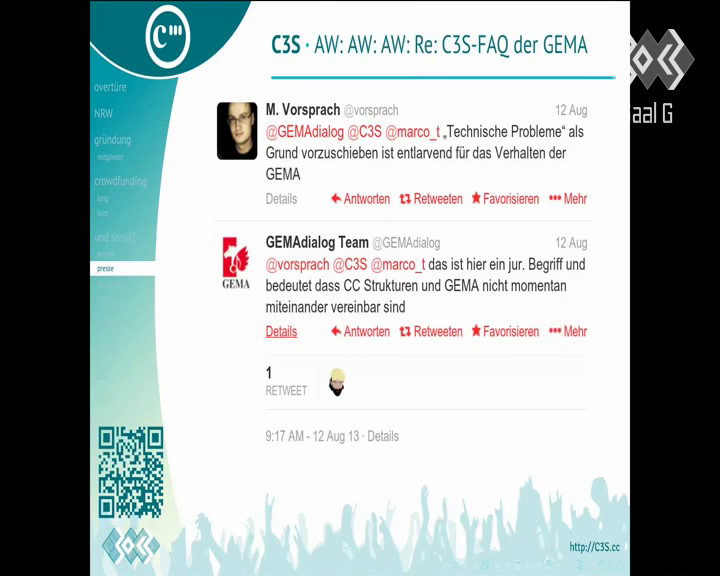 C3S · AW: AW: AW: Re: C3S-FAQ der GEMA
aal G
overtüre
NRW
gründung
mitglieder
crowdfunding
lang
kurz
und sonst?
presse
M. Vorsprach @vorsprach 12 Aug
@GEMAdialog @C3S @marco_t „Technische Probleme“ als
Grund vorzuschieben ist entlarvend für das Verhalten der
GEMA
Details Antworten Retweeten Favorisieren Mehr
GEMAdialog Team @GEMAdialog 12 Aug
GEMA
@vorsprach @C3S @marco_t das ist hier ein jur. Begriff und
bedeutet dass CC Strukturen und GEMA nicht momentan
miteinander vereinbar sind
Details Antworten Retweeten Favorisieren Mehr
1
RETWEET
9:17 AM - 12 Aug 13 · Details
http://C3S.cc